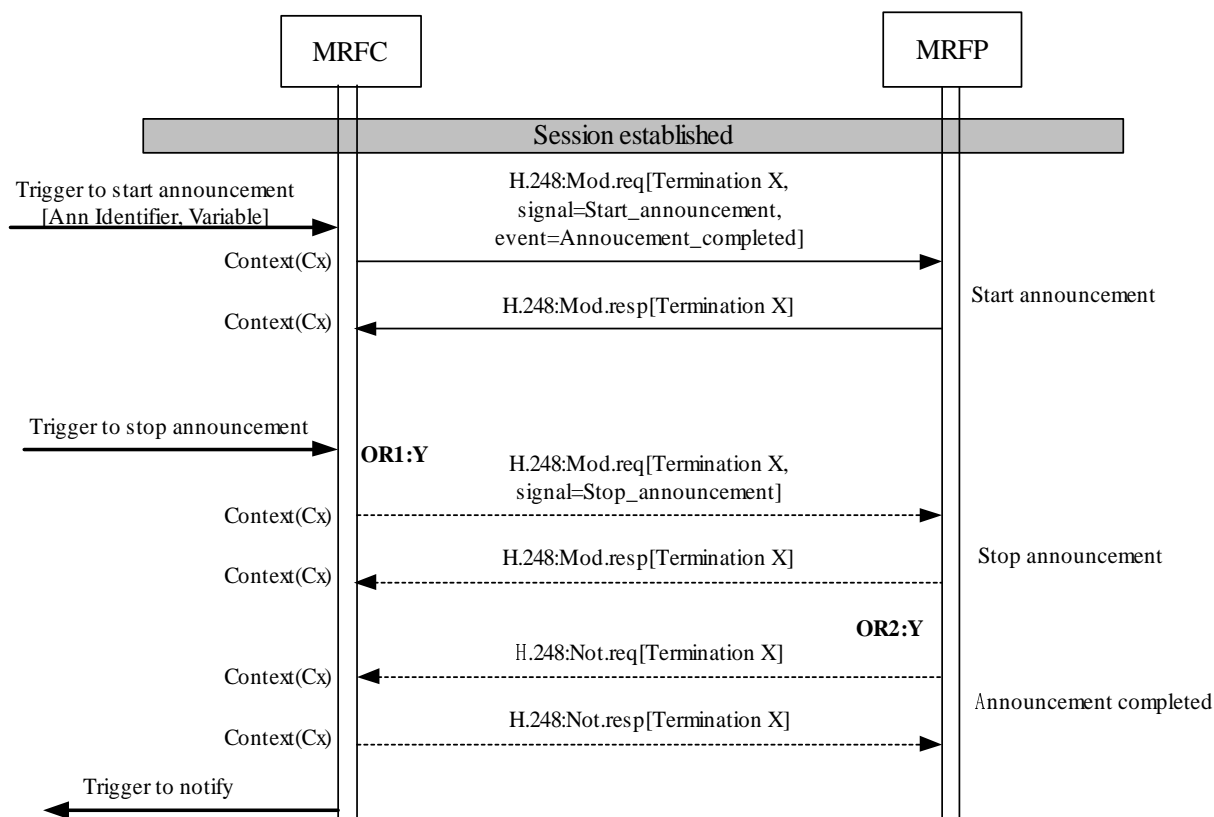 MRFC
MRFP
Session established
Trigger to start announcement
[Ann Identifier, Variable]
H.248:Mod.req[Termination X,
signal=Start_announcement,
event=Annoucement_completed]
Context(Cx)
Start announcement
H.248:Mod.resp[Termination X]
Context(Cx)
Trigger to stop announcement
OR1:Y
H.248:Mod.req[Termination X,
signal=Stop_announcement]
Context(Cx)
Stop announcement
H.248:Mod.resp[Termination X]
Context(Cx)
OR2:Y
H.248:Not.req[Termination X]
Context(Cx)
Announcement completed
H.248:Not.resp[Termination X]
Context(Cx)
Trigger to notify